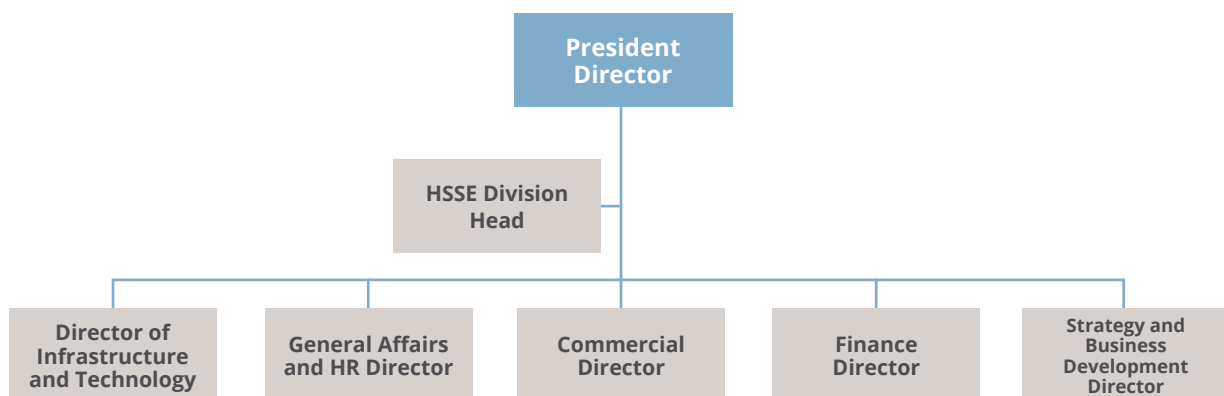 President
Director
HSSE Division
Head
Director of
Infrastructure
and Technology
General Affairs
and HR Director
Commercial
Director
Finance
Director
Strategy and
Business
Development
Director